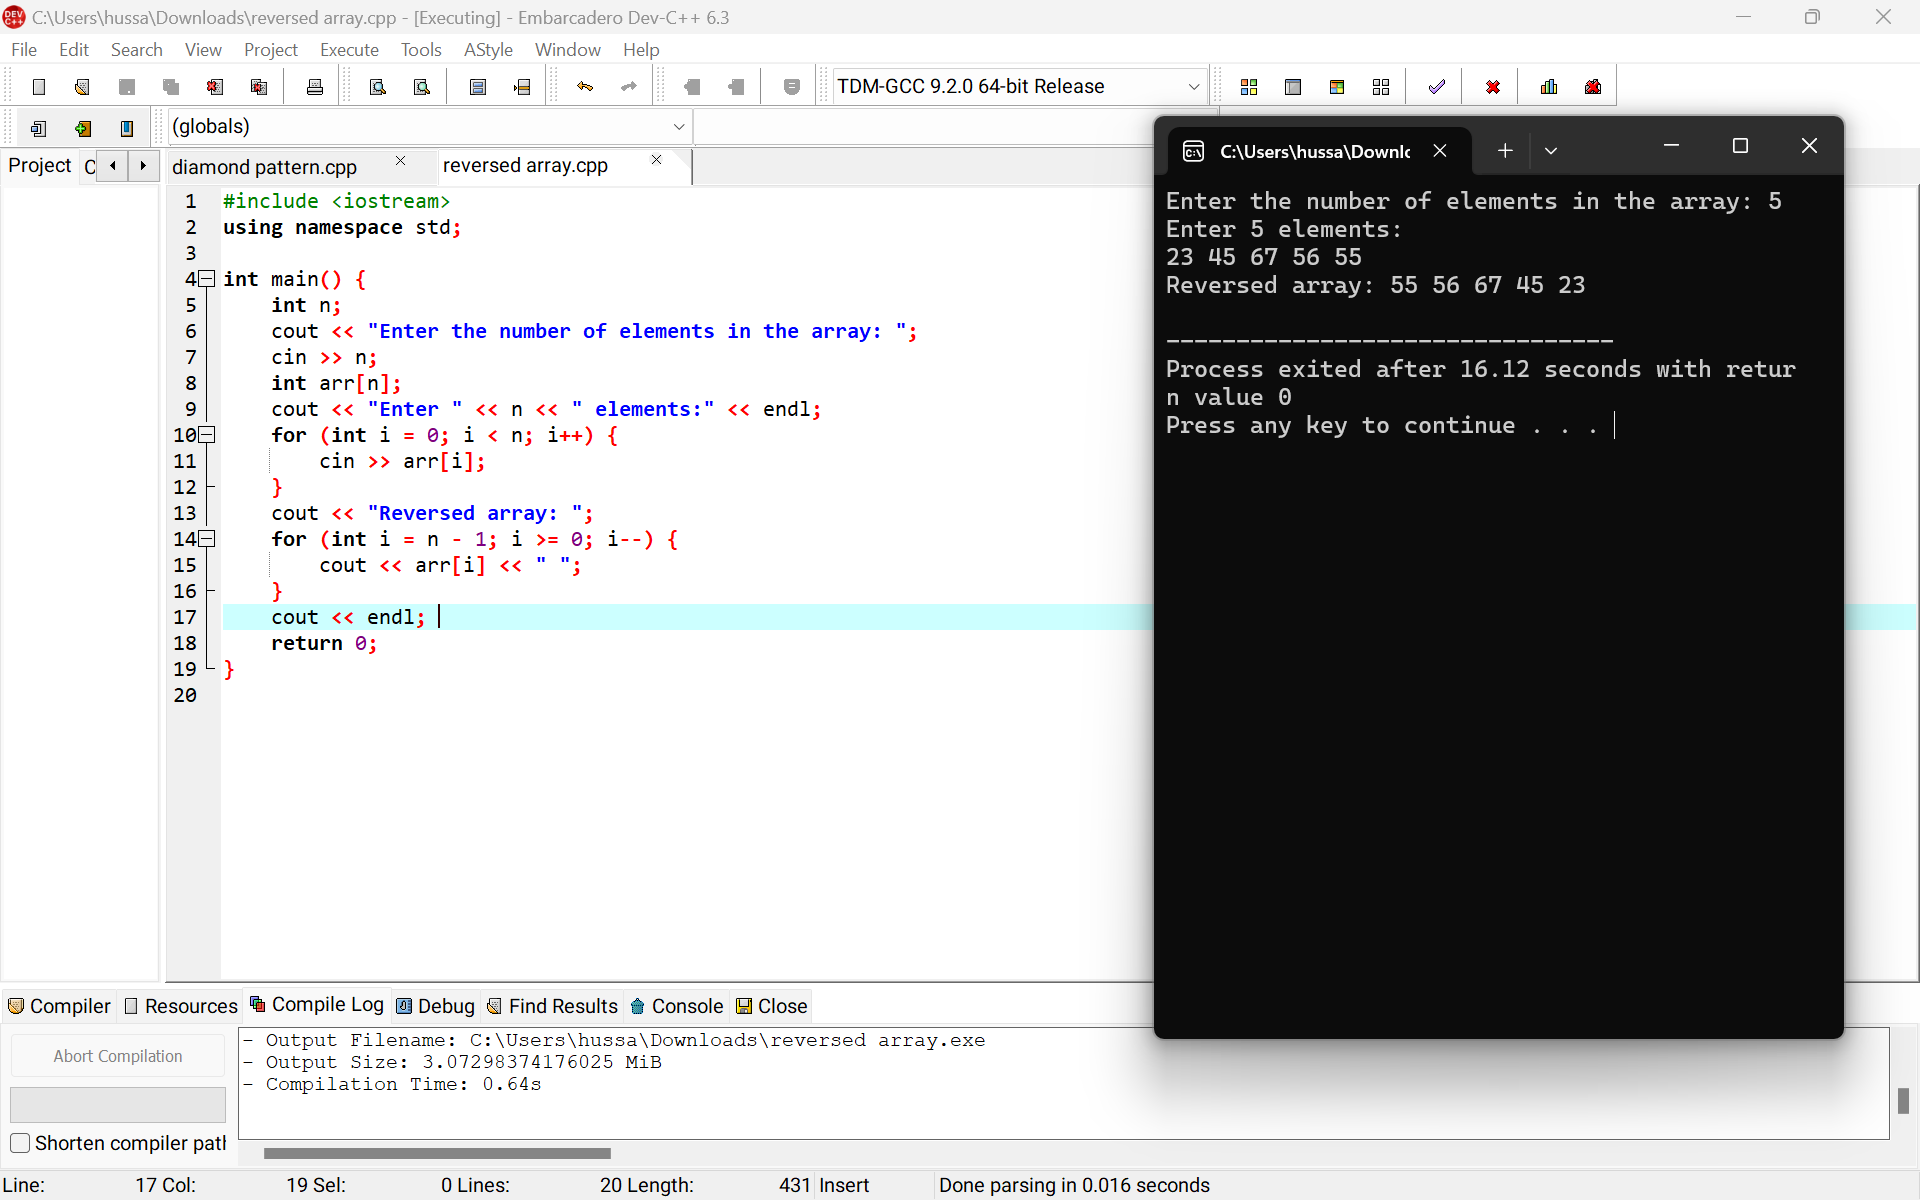 C:\Users\hussa\Downloads\reversed array.cpp - [Executing] - Embarcadero Dev-C++ 6.3
File Edit Search View Project Execute Tools AStyle Window Help
TDM-GCC 9.2.0 64-bit Release
(globals)
Project
diamond pattern.cpp
reversed array.cpp
1 #include <iostream>
2 using namespace std;
3
4 int main() {
5 int n;
6 cout << "Enter the number of elements in the array: ";
7 cin >> n;
8 int arr[n];
9 cout << "Enter " << n << " elements:" << endl;
10 for (int i = 0; i < n; i++) {
11 cin >> arr[i];
12 }
13 cout << "Reversed array: ";
14 for (int i = n - 1; i >= 0; i--) {
15 cout << arr[i] << " ";
16 }
17 cout << endl;
18 return 0;
19 }
20
C:\Users\hussa\Downlo
Enter the number of elements in the array: 5
Enter 5 elements:
23 45 67 56 55
Reversed array: 55 56 67 45 23
--------------------------------
Process exited after 16.12 seconds with retur
n value 0
Press any key to continue . . .
Compiler Resources Compile Log Debug Find Results Console Close
Abort Compilation
Shorten compiler path
- Output Filename: C:\Users\hussa\Downloads\reversed array.exe
- Output Size: 3.07298374176025 MiB
- Compilation Time: 0.64s
Line: 17 Col: 19 Sel: 0 Lines: 20 Length: 431 Insert Done parsing in 0.016 seconds